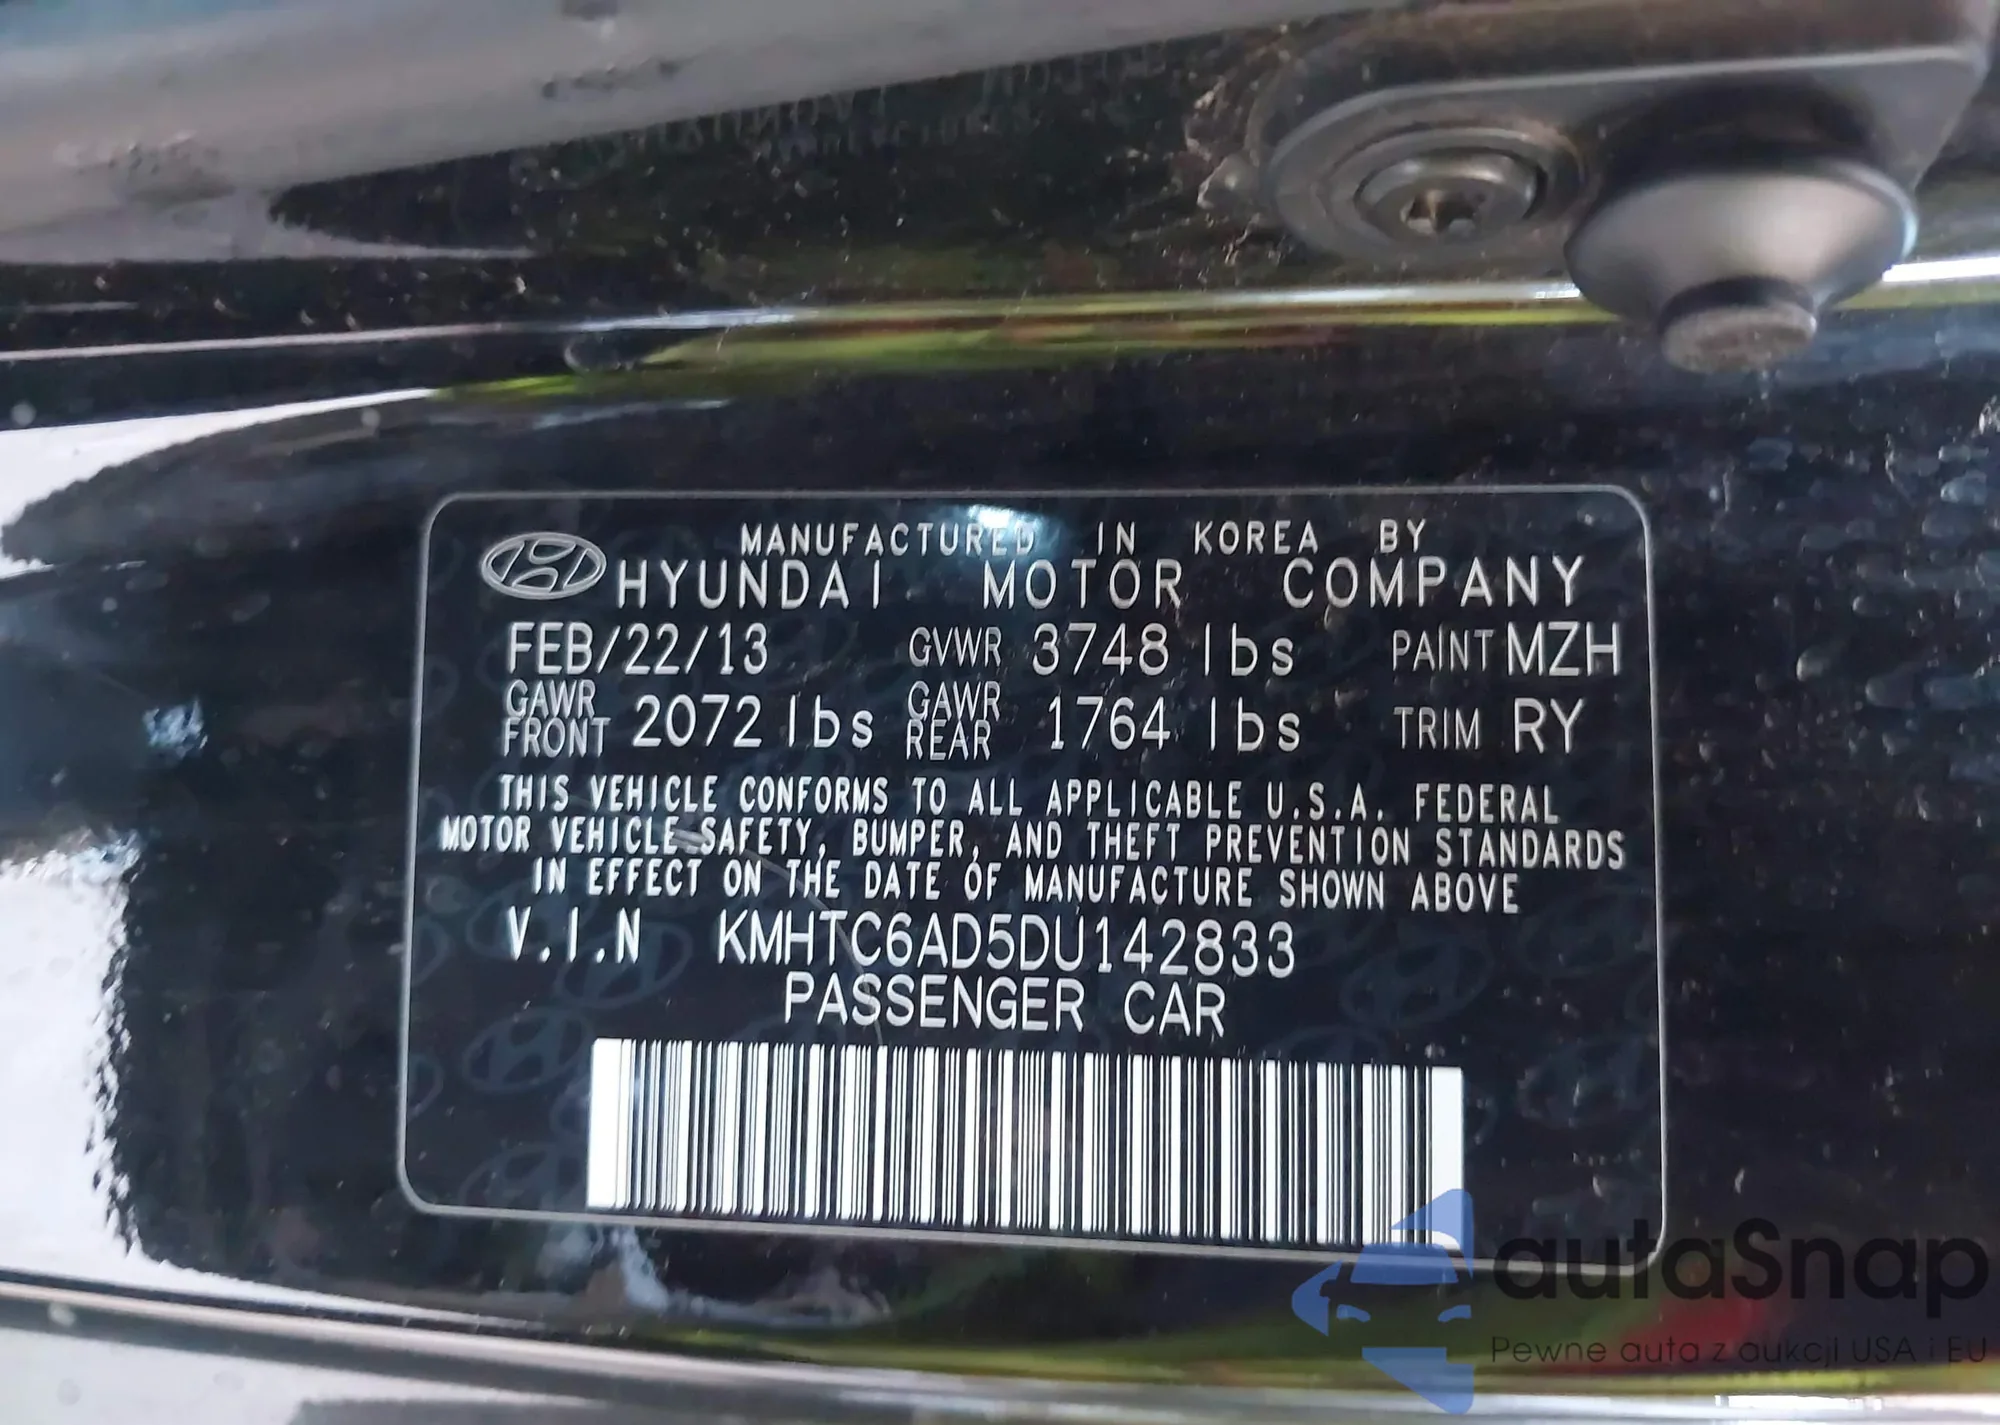 MANUFACTURED IN KOREA BY
HYUNDAI MOTOR COMPANY
FEB/22/13 GVWR 3748 lbs PAINT MZH
GAWR FRONT 2072 lbs GAWR REAR 1764 lbs TRIM RY
THIS VEHICLE CONFORMS TO ALL APPLICABLE U.S.A. FEDERAL
MOTOR VEHICLE SAFETY, BUMPER, AND THEFT PREVENTION STANDARDS
IN EFFECT ON THE DATE OF MANUFACTURE SHOWN ABOVE
V.I.N KMHTC6AD5DU142833
PASSENGER CAR
autaSnap
Pewne auta z aukcji USA i EU